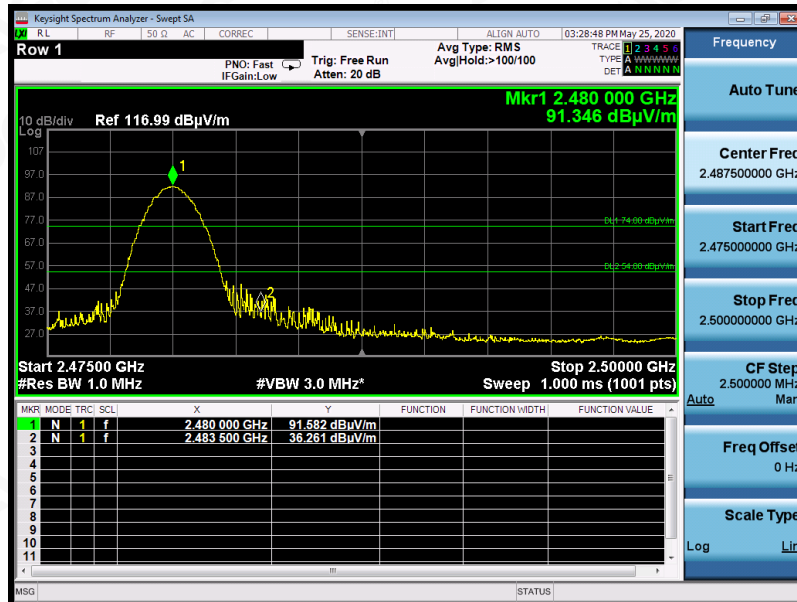 Keysight Spectrum Analyzer - Swept SA
LXI RL RF 50 Ω AC CORREC SENSE:INT ALIGN AUTO 03:28:48 PM May 25, 2020
Row 1
PNO: Fast
IFGain:Low
Trig: Free Run
Atten: 20 dB
Avg Type: RMS
Avg|Hold:>100/100
TRACE 1 2 3 4 5 6
TYPE A WWWWW
DET A N N N N N
Mkr1 2.480 000 GHz
91.346 dBµV/m
10 dB/div Ref 116.99 dBµV/m
Log
107
97.0
87.0
77.0
67.0
57.0
47.0
37.0
27.0
1
2
DL1 74.00 dBµV/m
DL2 54.00 dBµV/m
Start 2.47500 GHz Stop 2.50000 GHz
#Res BW 1.0 MHz #VBW 3.0 MHz* Sweep 1.000 ms (1001 pts)
MKR MODE TRC SCL X Y FUNCTION FUNCTION WIDTH FUNCTION VALUE
1 N 1 f 2.480 000 GHz 91.582 dBµV/m
2 N 1 f 2.483 500 GHz 36.261 dBµV/m
3
4
5
6
7
8
9
10
11
MSG STATUS
Frequency
Auto Tune
Center Freq
2.487500000 GHz
Start Freq
2.475000000 GHz
Stop Freq
2.500000000 GHz
CF Step
2.500000 MHz
Auto Man
Freq Offset
0 Hz
Scale Type
Log Lin